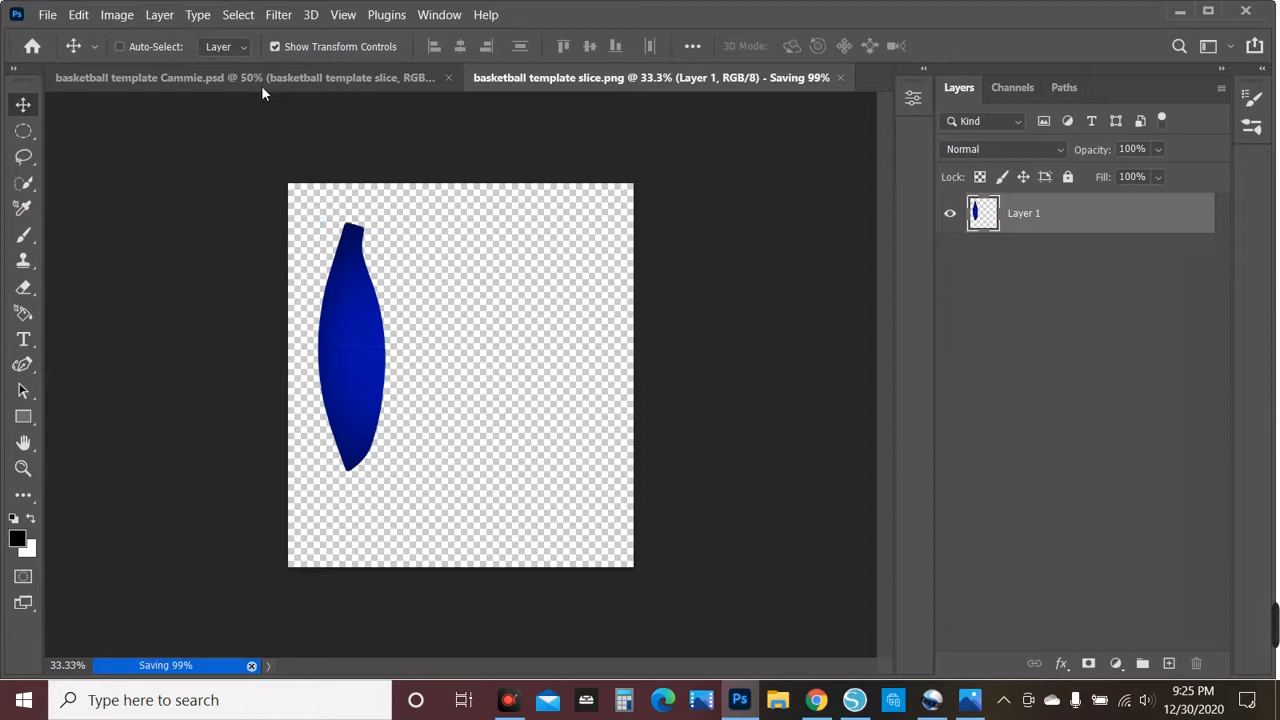 Ps File Edit Image Layer Type Select Filter 3D View Plugins Window Help
Auto-Select: Layer Show Transform Controls 3D Mode:
basketball template Cammie.psd @ 50% (basketball template slice, RGB... basketball template slice.png @ 33.3% (Layer 1, RGB/8) - Saving 99%
Layers Channels Paths
Kind
Normal Opacity: 100%
Lock: Fill: 100%
Layer 1
33.33% Saving 99%
Type here to search Ps 9:25 PM
12/30/2020